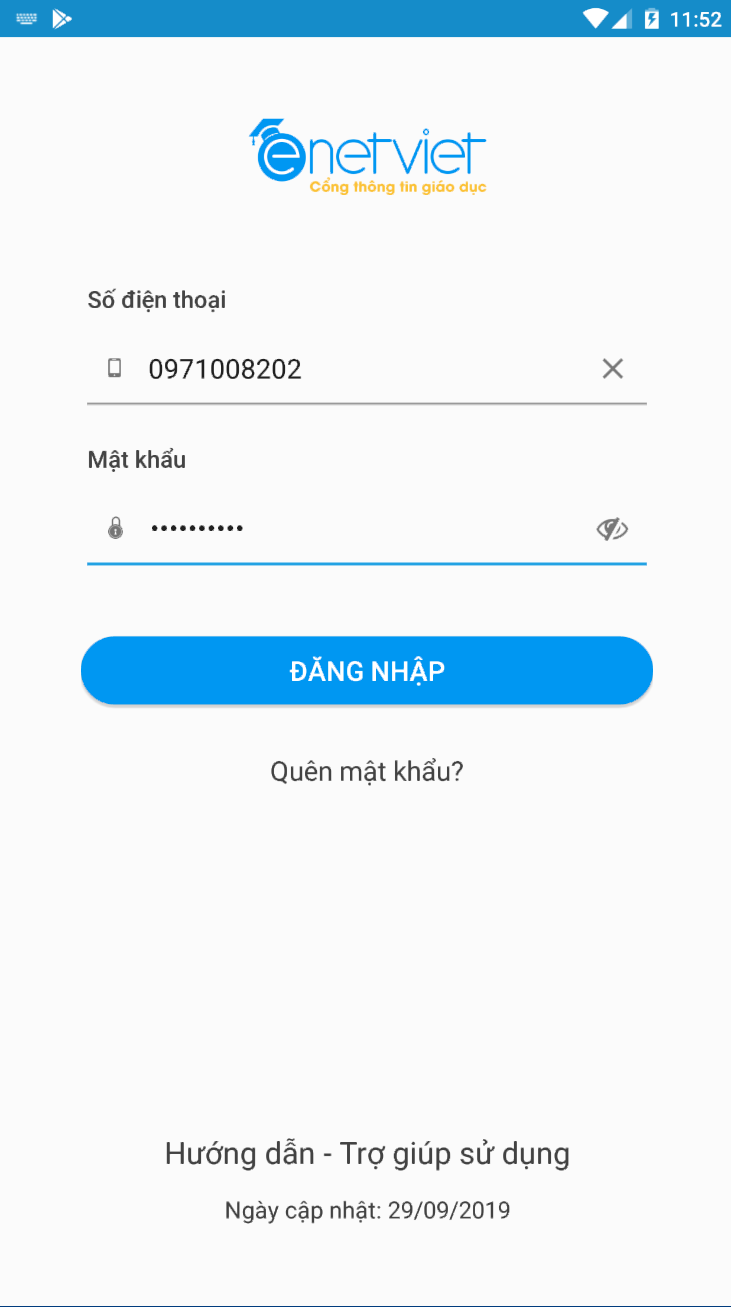 11:52
enetviet
Cổng thông tin giáo dục
Số điện thoại
0971008202
Mật khẩu
••••••••••
ĐĂNG NHẬP
Quên mật khẩu?
Hướng dẫn - Trợ giúp sử dụng
Ngày cập nhật: 29/09/2019